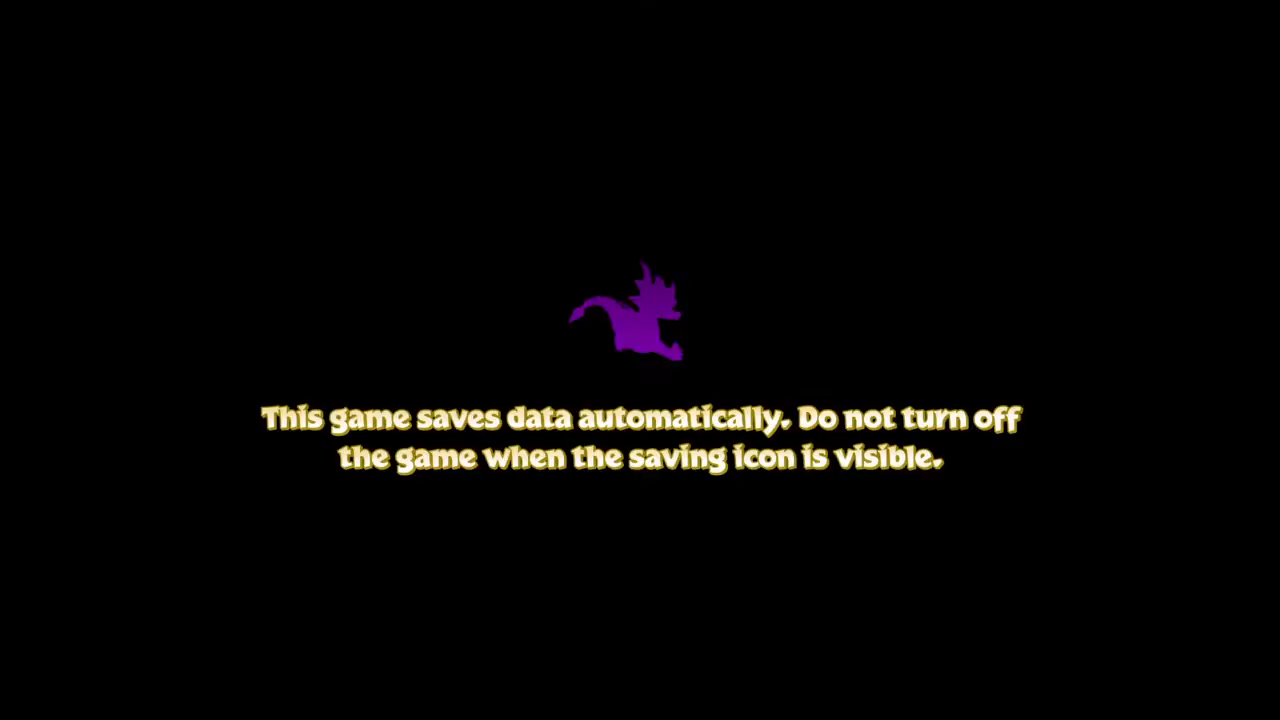 This game saves data automatically. Do not turn off
the game when the saving icon is visible.